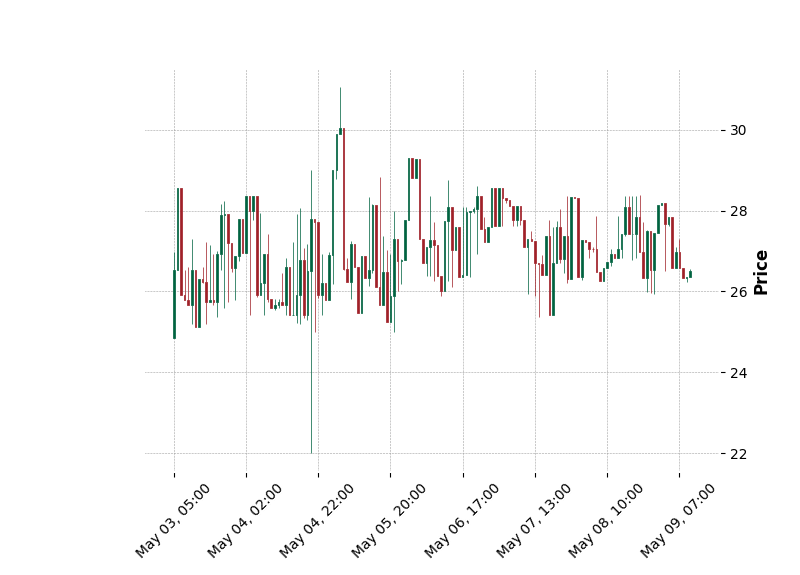 30
28
26
24
22
Price
May 03, 05:00
May 04, 02:00
May 04, 22:00
May 05, 20:00
May 06, 17:00
May 07, 13:00
May 08, 10:00
May 09, 07:00